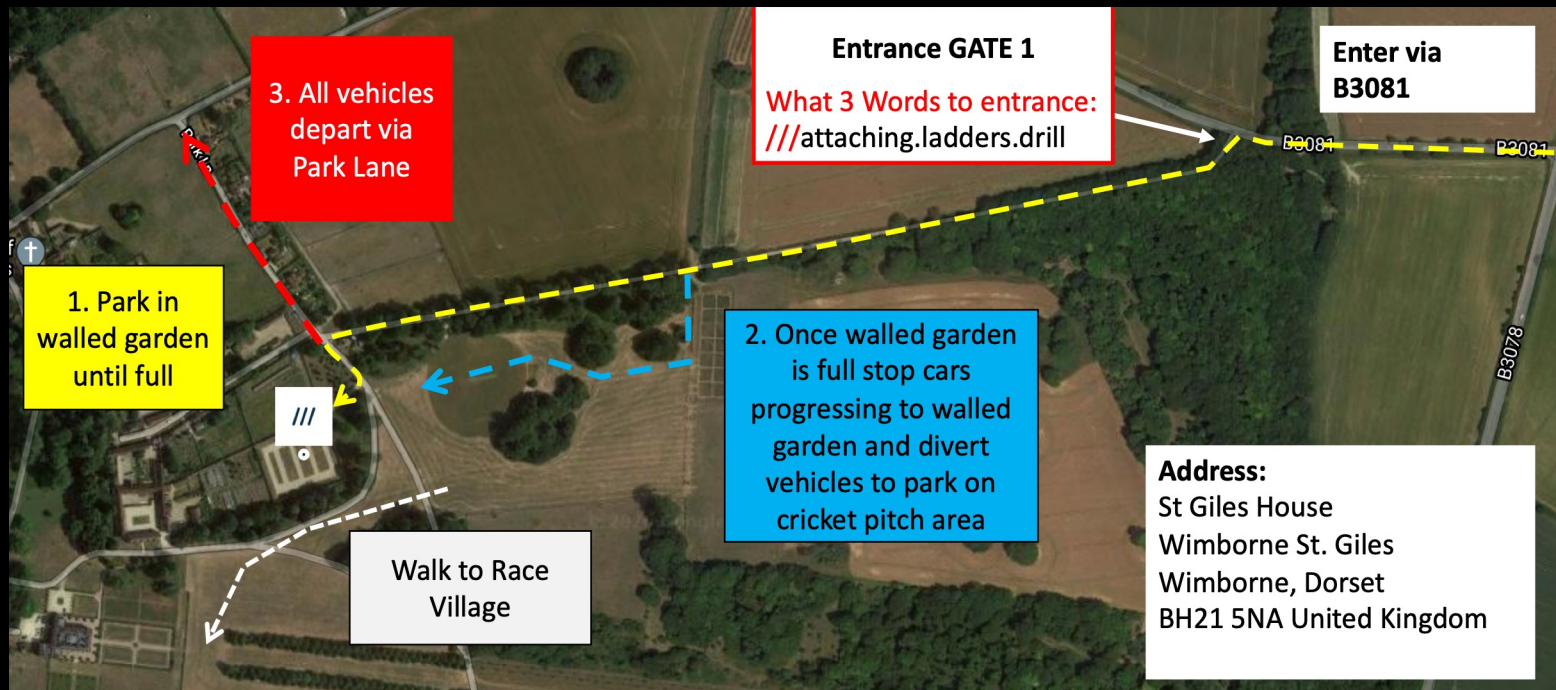 3. All vehicles
depart via
Park Lane
Entrance GATE 1
What 3 Words to entrance:
///attaching.ladders.drill
Enter via
B3081
B3081
B3081
1. Park in
walled garden
until full
///
2. Once walled garden
is full stop cars
progressing to walled
garden and divert
vehicles to park on
cricket pitch area
B3078
Walk to Race
Village
Address:
St Giles House
Wimborne St. Giles
Wimborne, Dorset
BH21 5NA United Kingdom